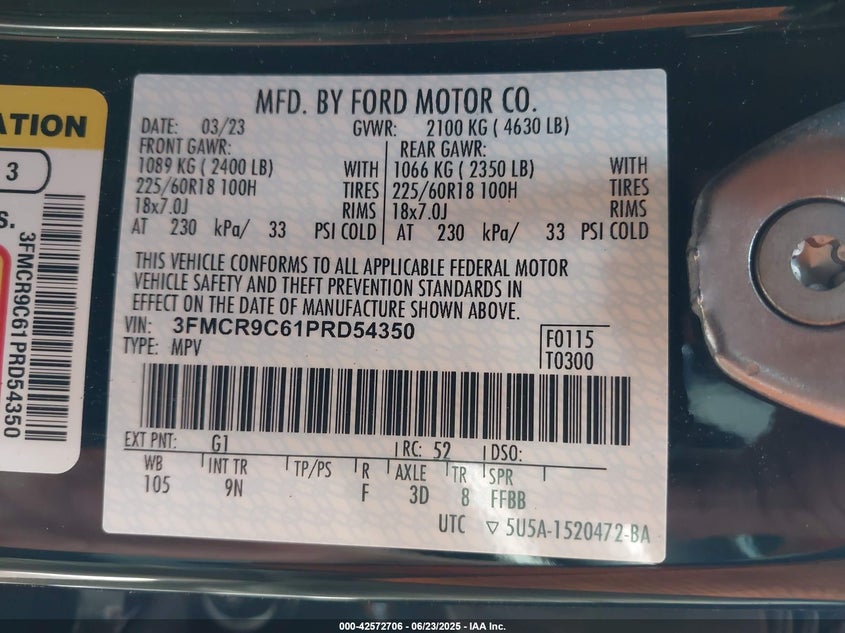 ATION
3
S.
3FMCR9C61PRD54350
MFD. BY FORD MOTOR CO.
DATE: 03/23 GVWR: 2100 KG ( 4630 LB)
FRONT GAWR: REAR GAWR:
1089 KG ( 2400 LB) WITH 1066 KG ( 2350 LB) WITH
225/60R18 100H TIRES 225/60R18 100H TIRES
18x7.0J RIMS 18x7.0J RIMS
AT 230 kPa/ 33 PSI COLD AT 230 kPa/ 33 PSI COLD
THIS VEHICLE CONFORMS TO ALL APPLICABLE FEDERAL MOTOR
VEHICLE SAFETY AND THEFT PREVENTION STANDARDS IN
EFFECT ON THE DATE OF MANUFACTURE SHOWN ABOVE.
VIN: 3FMCR9C61PRD54350
TYPE: MPV
F0115
T0300
EXT PNT: G1 RC: 52 DSO:
WB INT TR TP/PS R AXLE TR SPR
105 9N F 3D 8 FFBB
UTC ▽ 5U5A-1520472-BA
000-42572706 - 06/23/2025 - IAA Inc.